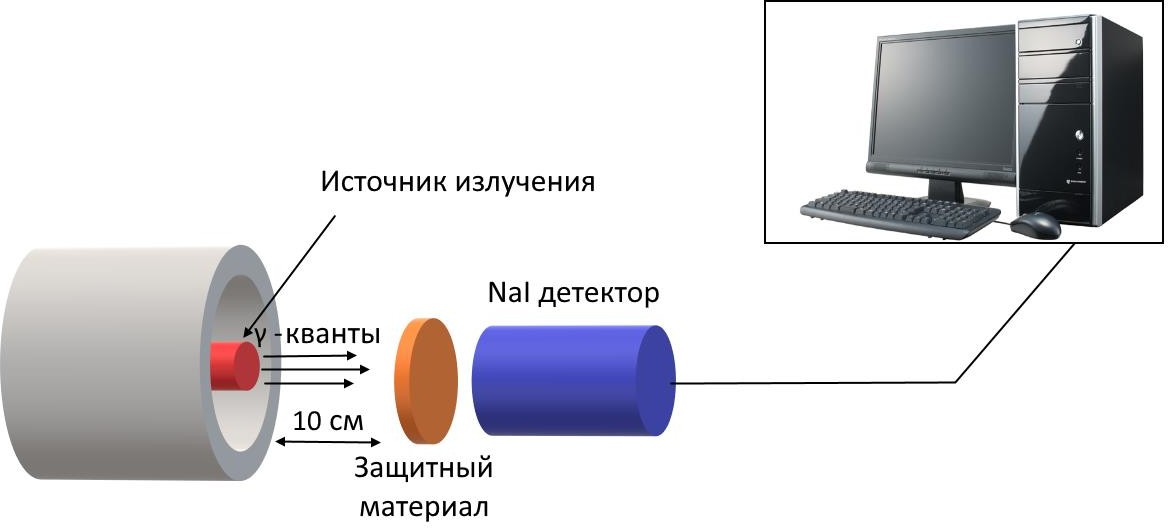 Источник излучения
NaI детектор
γ -кванты
10 см
Защитный
материал